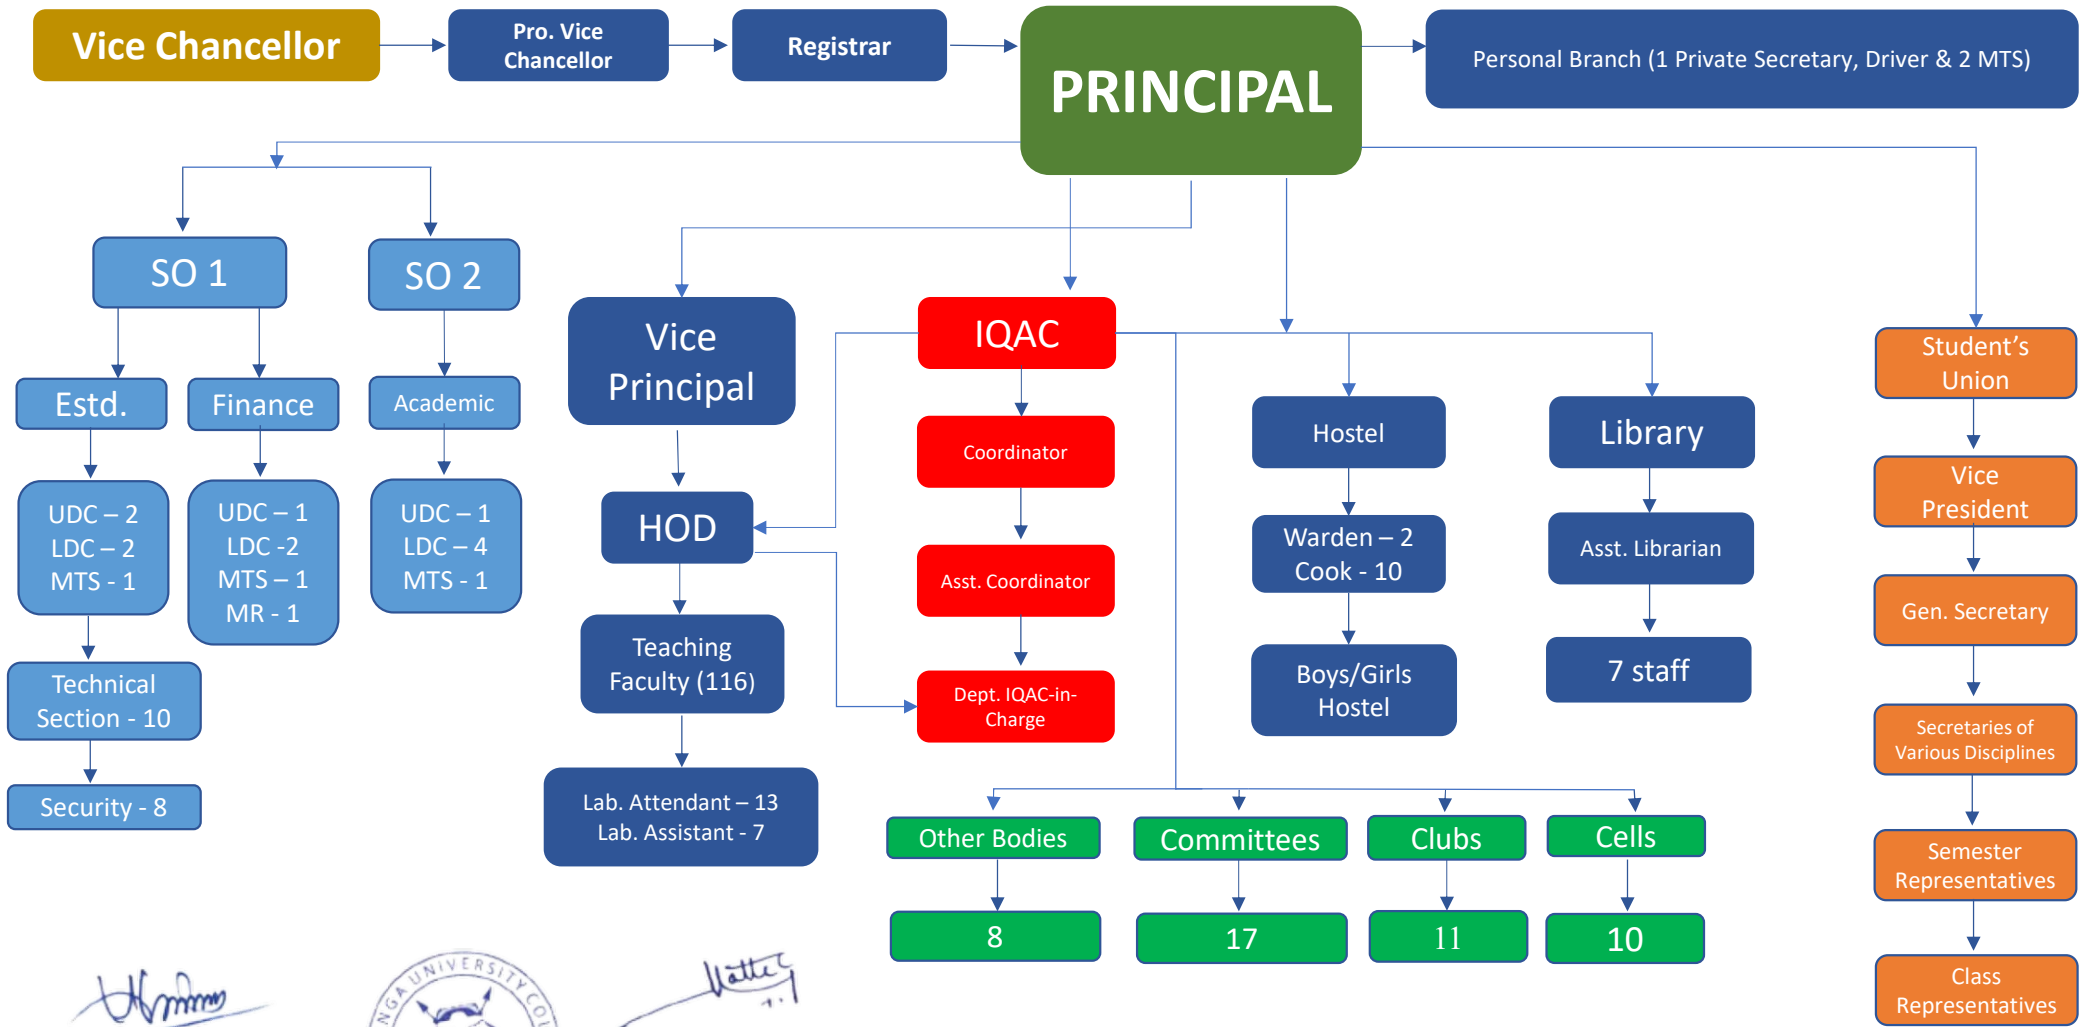 Vice Chancellor
Pro. Vice
Chancellor
Registrar
PRINCIPAL
Personal Branch (1 Private Secretary, Driver & 2 MTS)
SO 1
SO 2
Estd.
Finance
Academic
UDC – 2
LDC – 2
MTS - 1
UDC – 1
LDC -2
MTS – 1
MR - 1
UDC – 1
LDC – 4
MTS - 1
Technical
Section - 10
Security - 8
Vice
Principal
HOD
Teaching
Faculty (116)
Lab. Attendant – 13
Lab. Assistant - 7
IQAC
Coordinator
Asst. Coordinator
Dept. IQAC-in-
Charge
Hostel
Warden – 2
Cook - 10
Boys/Girls
Hostel
Library
Asst. Librarian
7 staff
Other Bodies
8
Committees
17
Clubs
11
Cells
10
Student’s
Union
Vice
President
Gen. Secretary
Secretaries of
Various Disciplines
Semester
Representatives
Class
Representatives
UNIVERSITY